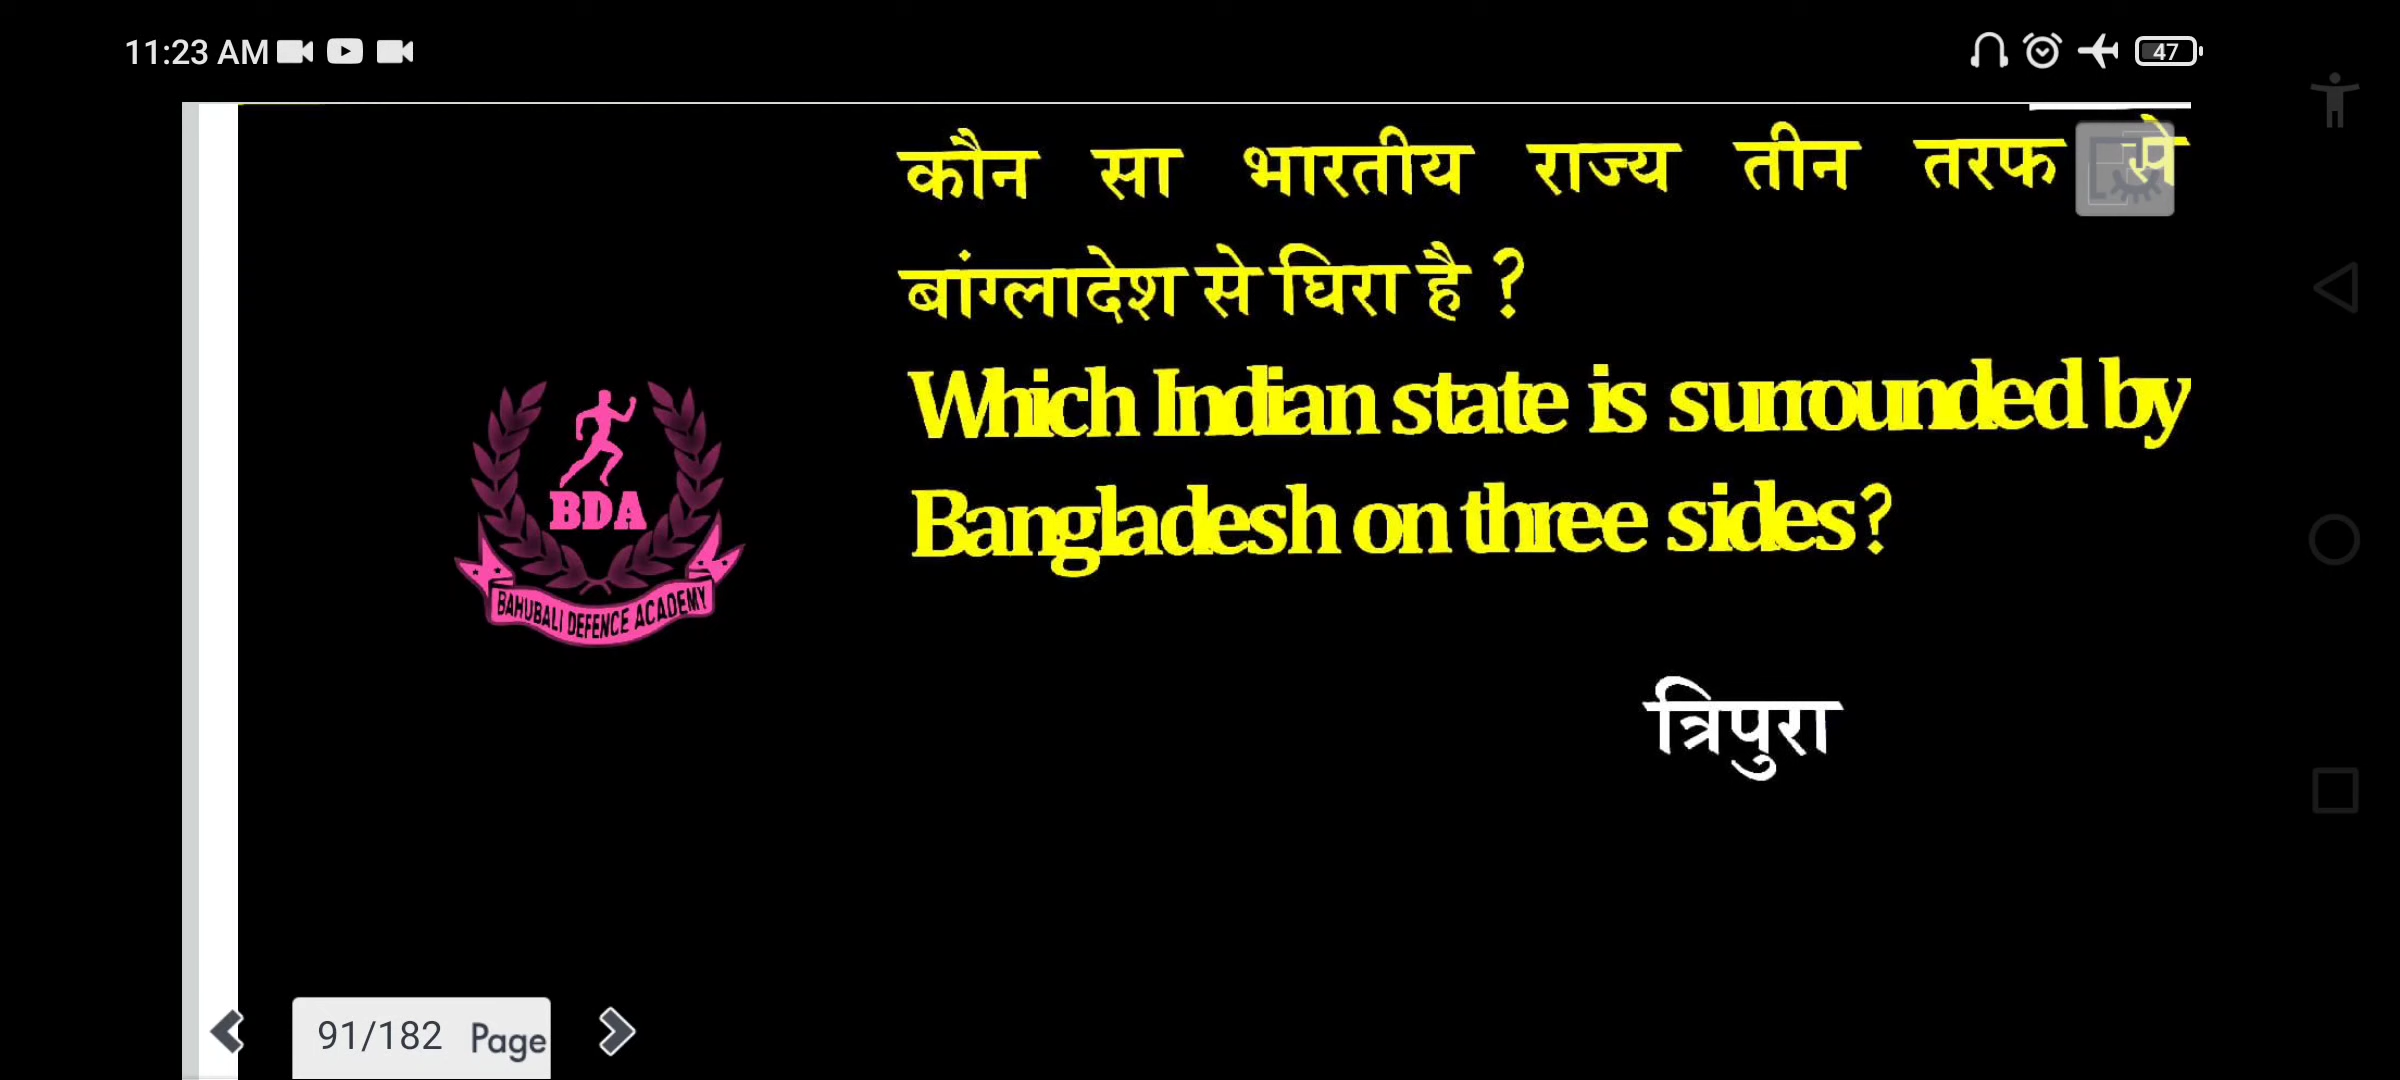 11:23 AM
47
कौन सा भारतीय राज्य तीन तरफ से
बांग्लादेश से घिरा है ?
Which Indian state is surrounded by
Bangladesh on three sides?
BDA
BAHUBALI DEFENCE ACADEMY
त्रिपुरा
91/182 Page